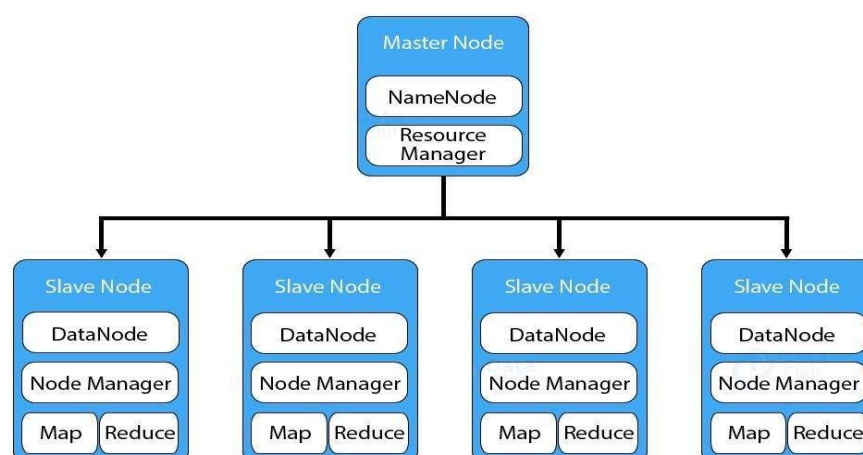 Master Node
NameNode
Resource
Manager
Slave Node
DataNode
Node Manager
Map Reduce
Slave Node
DataNode
Node Manager
Map Reduce
Slave Node
DataNode
Node Manager
Map Reduce
Slave Node
DataNode
Node Manager
Map Reduce